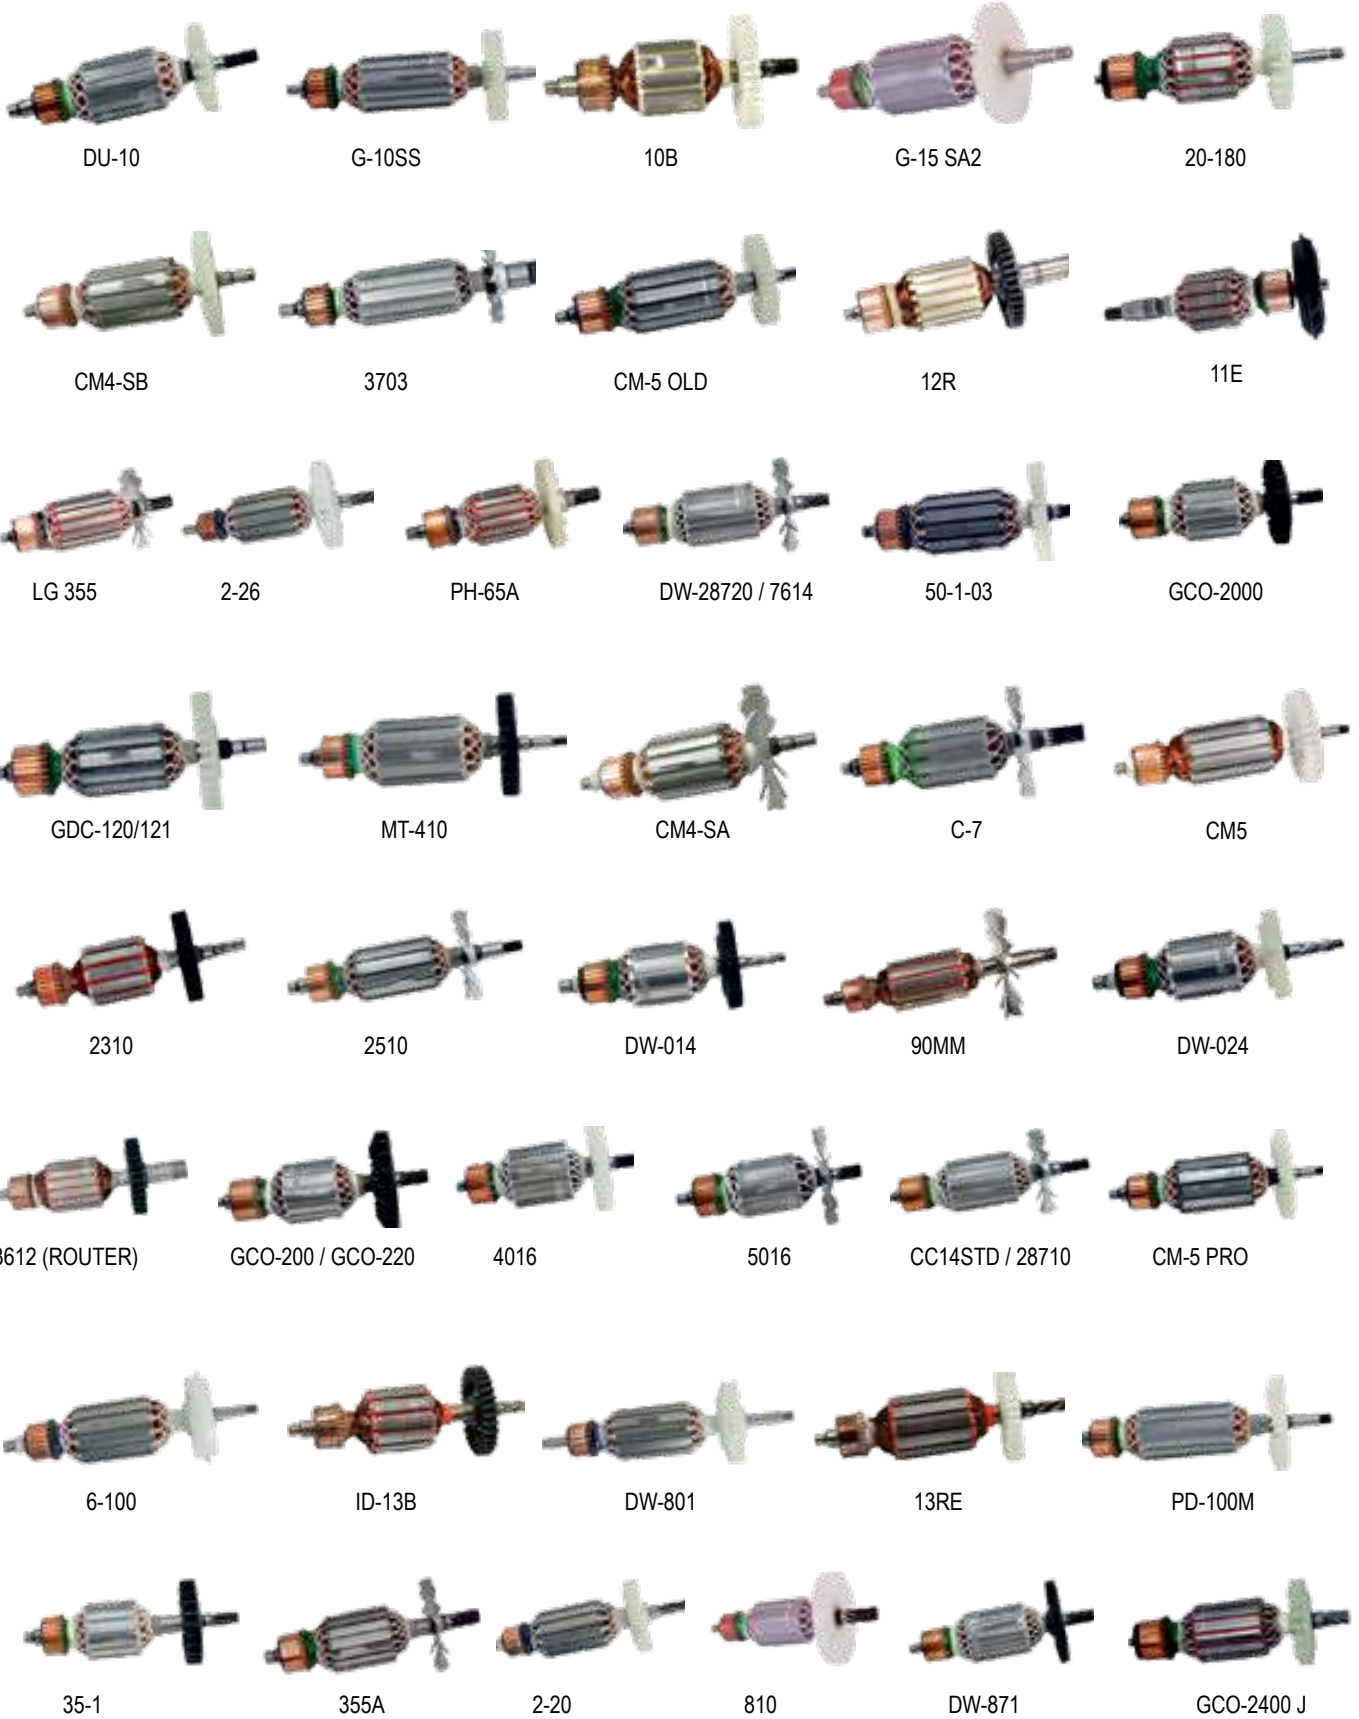 DU-10
G-10SS
10B
G-15 SA2
20-180
CM4-SB
3703
CM-5 OLD
12R
11E
LG 355
2-26
PH-65A
DW-28720 / 7614
50-1-03
GCO-2000
GDC-120/121
MT-410
CM4-SA
C-7
CM5
2310
2510
DW-014
90MM
DW-024
(ROUTER)
GCO-200 / GCO-220
4016
5016
CC14STD / 28710
CM-5 PRO
6-100
ID-13B
DW-801
13RE
PD-100M
35-1
355A
2-20
810
DW-871
GCO-2400 J